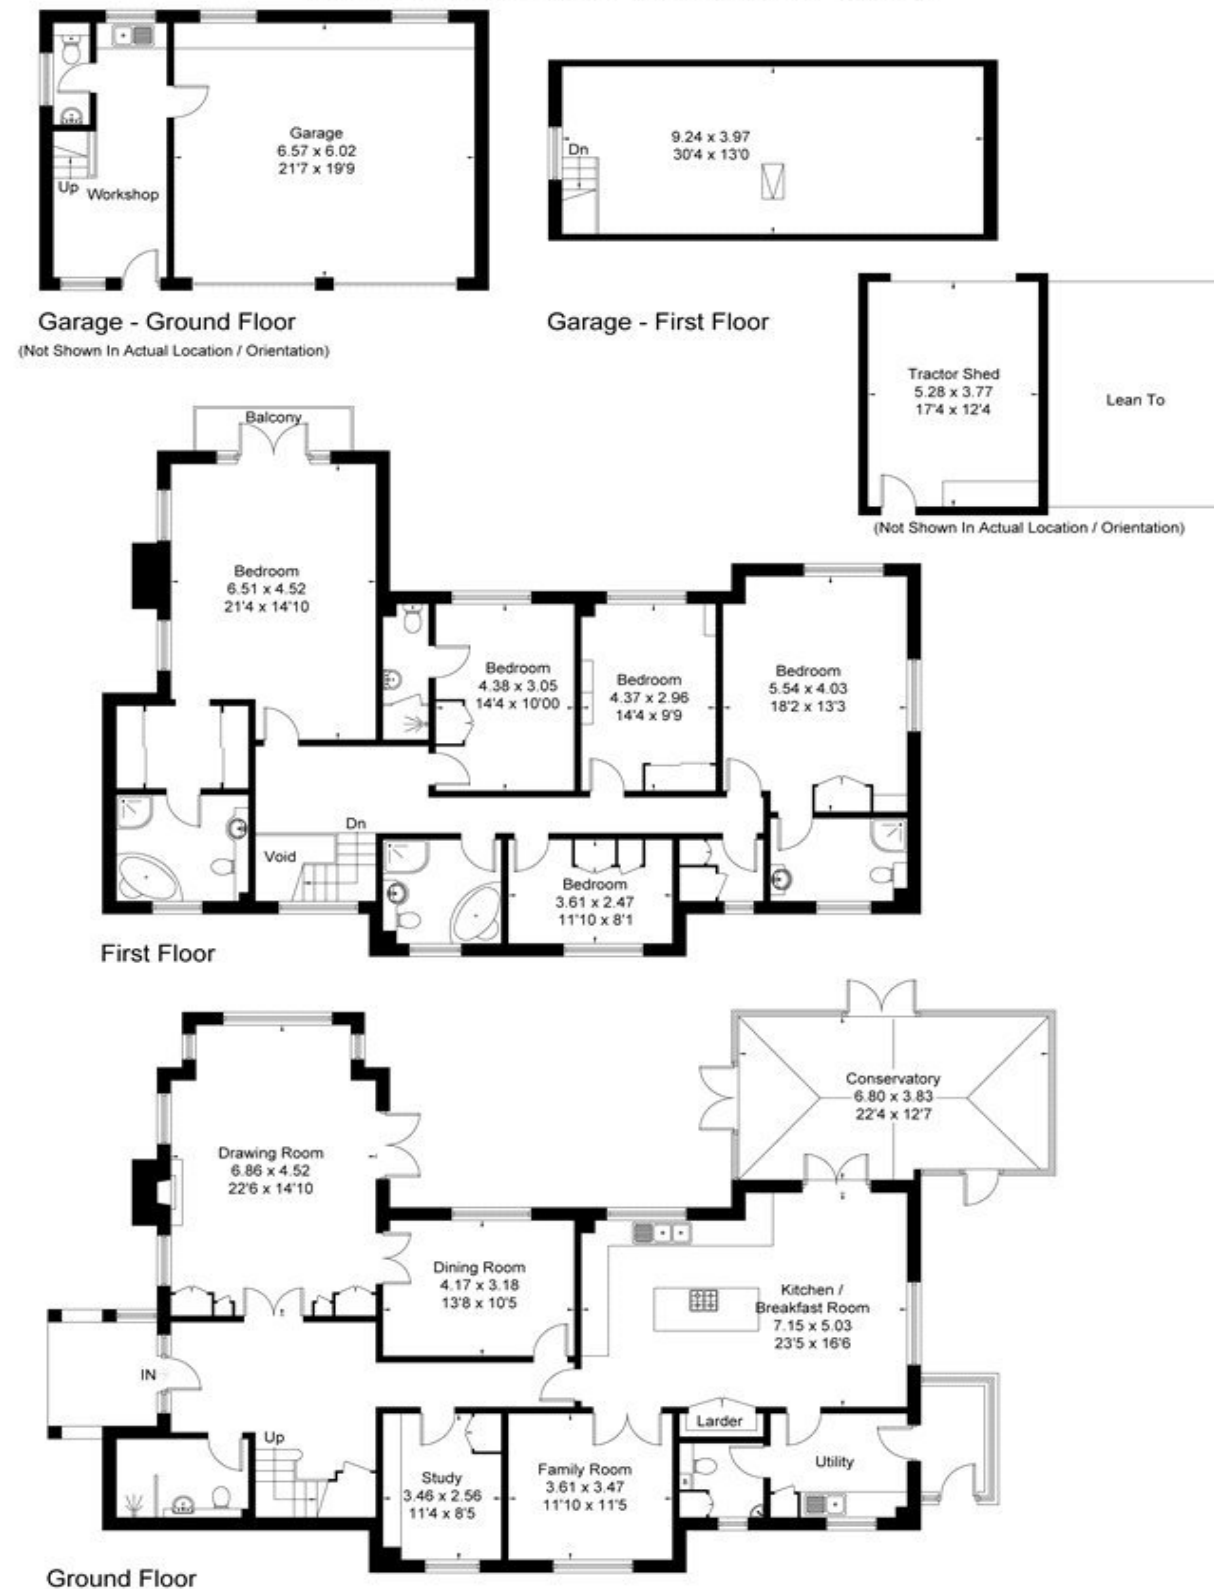 Garage
6.57 x 6.02
21'7 x 19'9
Up
Workshop
Garage - Ground Floor
(Not Shown In Actual Location / Orientation)
9.24 x 3.97
30'4 x 13'0
Dn
Garage - First Floor
Tractor Shed
5.28 x 3.77
17'4 x 12'4
Lean To
(Not Shown In Actual Location / Orientation)
Balcony
Bedroom
6.51 x 4.52
21'4 x 14'10
Bedroom
4.38 x 3.05
14'4 x 10'00
Bedroom
4.37 x 2.96
14'4 x 9'9
Bedroom
5.54 x 4.03
18'2 x 13'3
Dn
Void
Bedroom
3.61 x 2.47
11'10 x 8'1
First Floor
Conservatory
6.80 x 3.83
22'4 x 12'7
Drawing Room
6.86 x 4.52
22'6 x 14'10
Dining Room
4.17 x 3.18
13'8 x 10'5
Kitchen /
Breakfast Room
7.15 x 5.03
23'5 x 16'6
IN
Larder
Up
Study
3.46 x 2.56
11'4 x 8'5
Family Room
3.61 x 3.47
11'10 x 11'5
Utility
Ground Floor